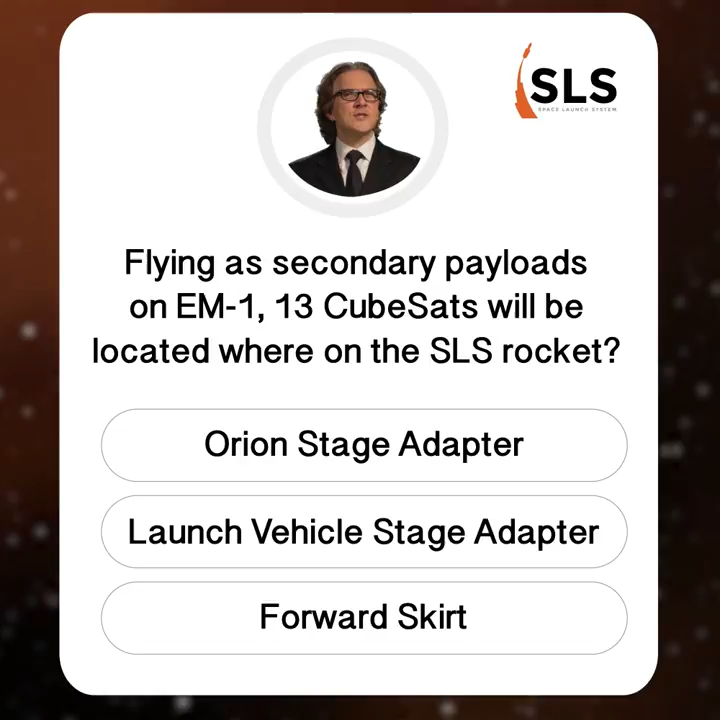 SLS
SPACE LAUNCH SYSTEM
Flying as secondary payloads
on EM-1, 13 CubeSats will be
located where on the SLS rocket?
Orion Stage Adapter
Launch Vehicle Stage Adapter
Forward Skirt